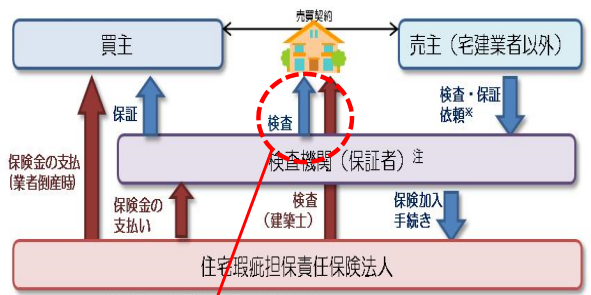 売買契約
買主
売主(宅建業者以外)
保証
検査
検査・保証
依頼※
検査機関(保証者)注
保険金の支払
(業者倒産時)
保険金の
支払い
検査
(建築士)
保険加入
手続き
住宅瑕疵担保責任保険法人